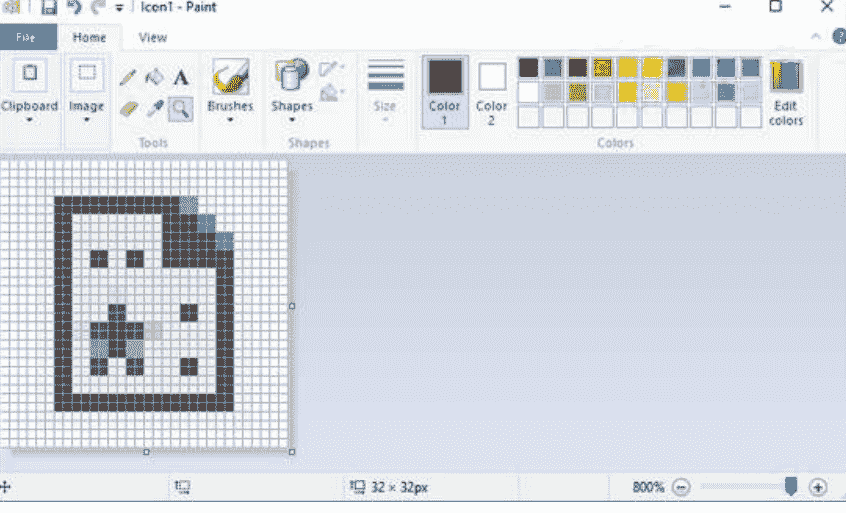 Icon1 - Paint
File Home View
Clipboard
Image
Tools
Brushes
Shapes
Shapes
Size
Color
1
Color
2
Edit
colors
Colors
32 × 32px
800%